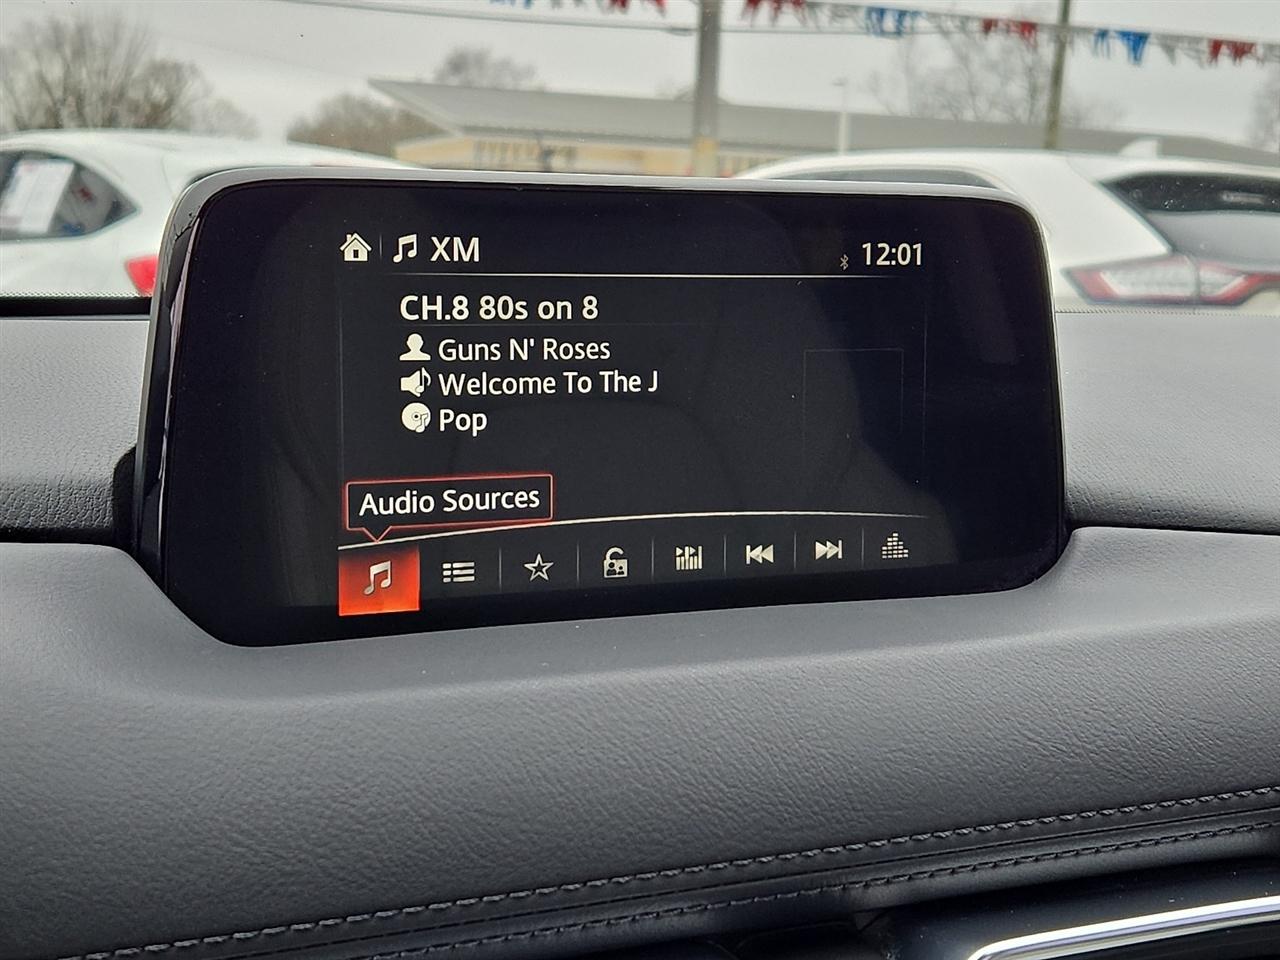 XM
12:01
CH.8 80s on 8
Guns N' Roses
Welcome To The J
Pop
Audio Sources